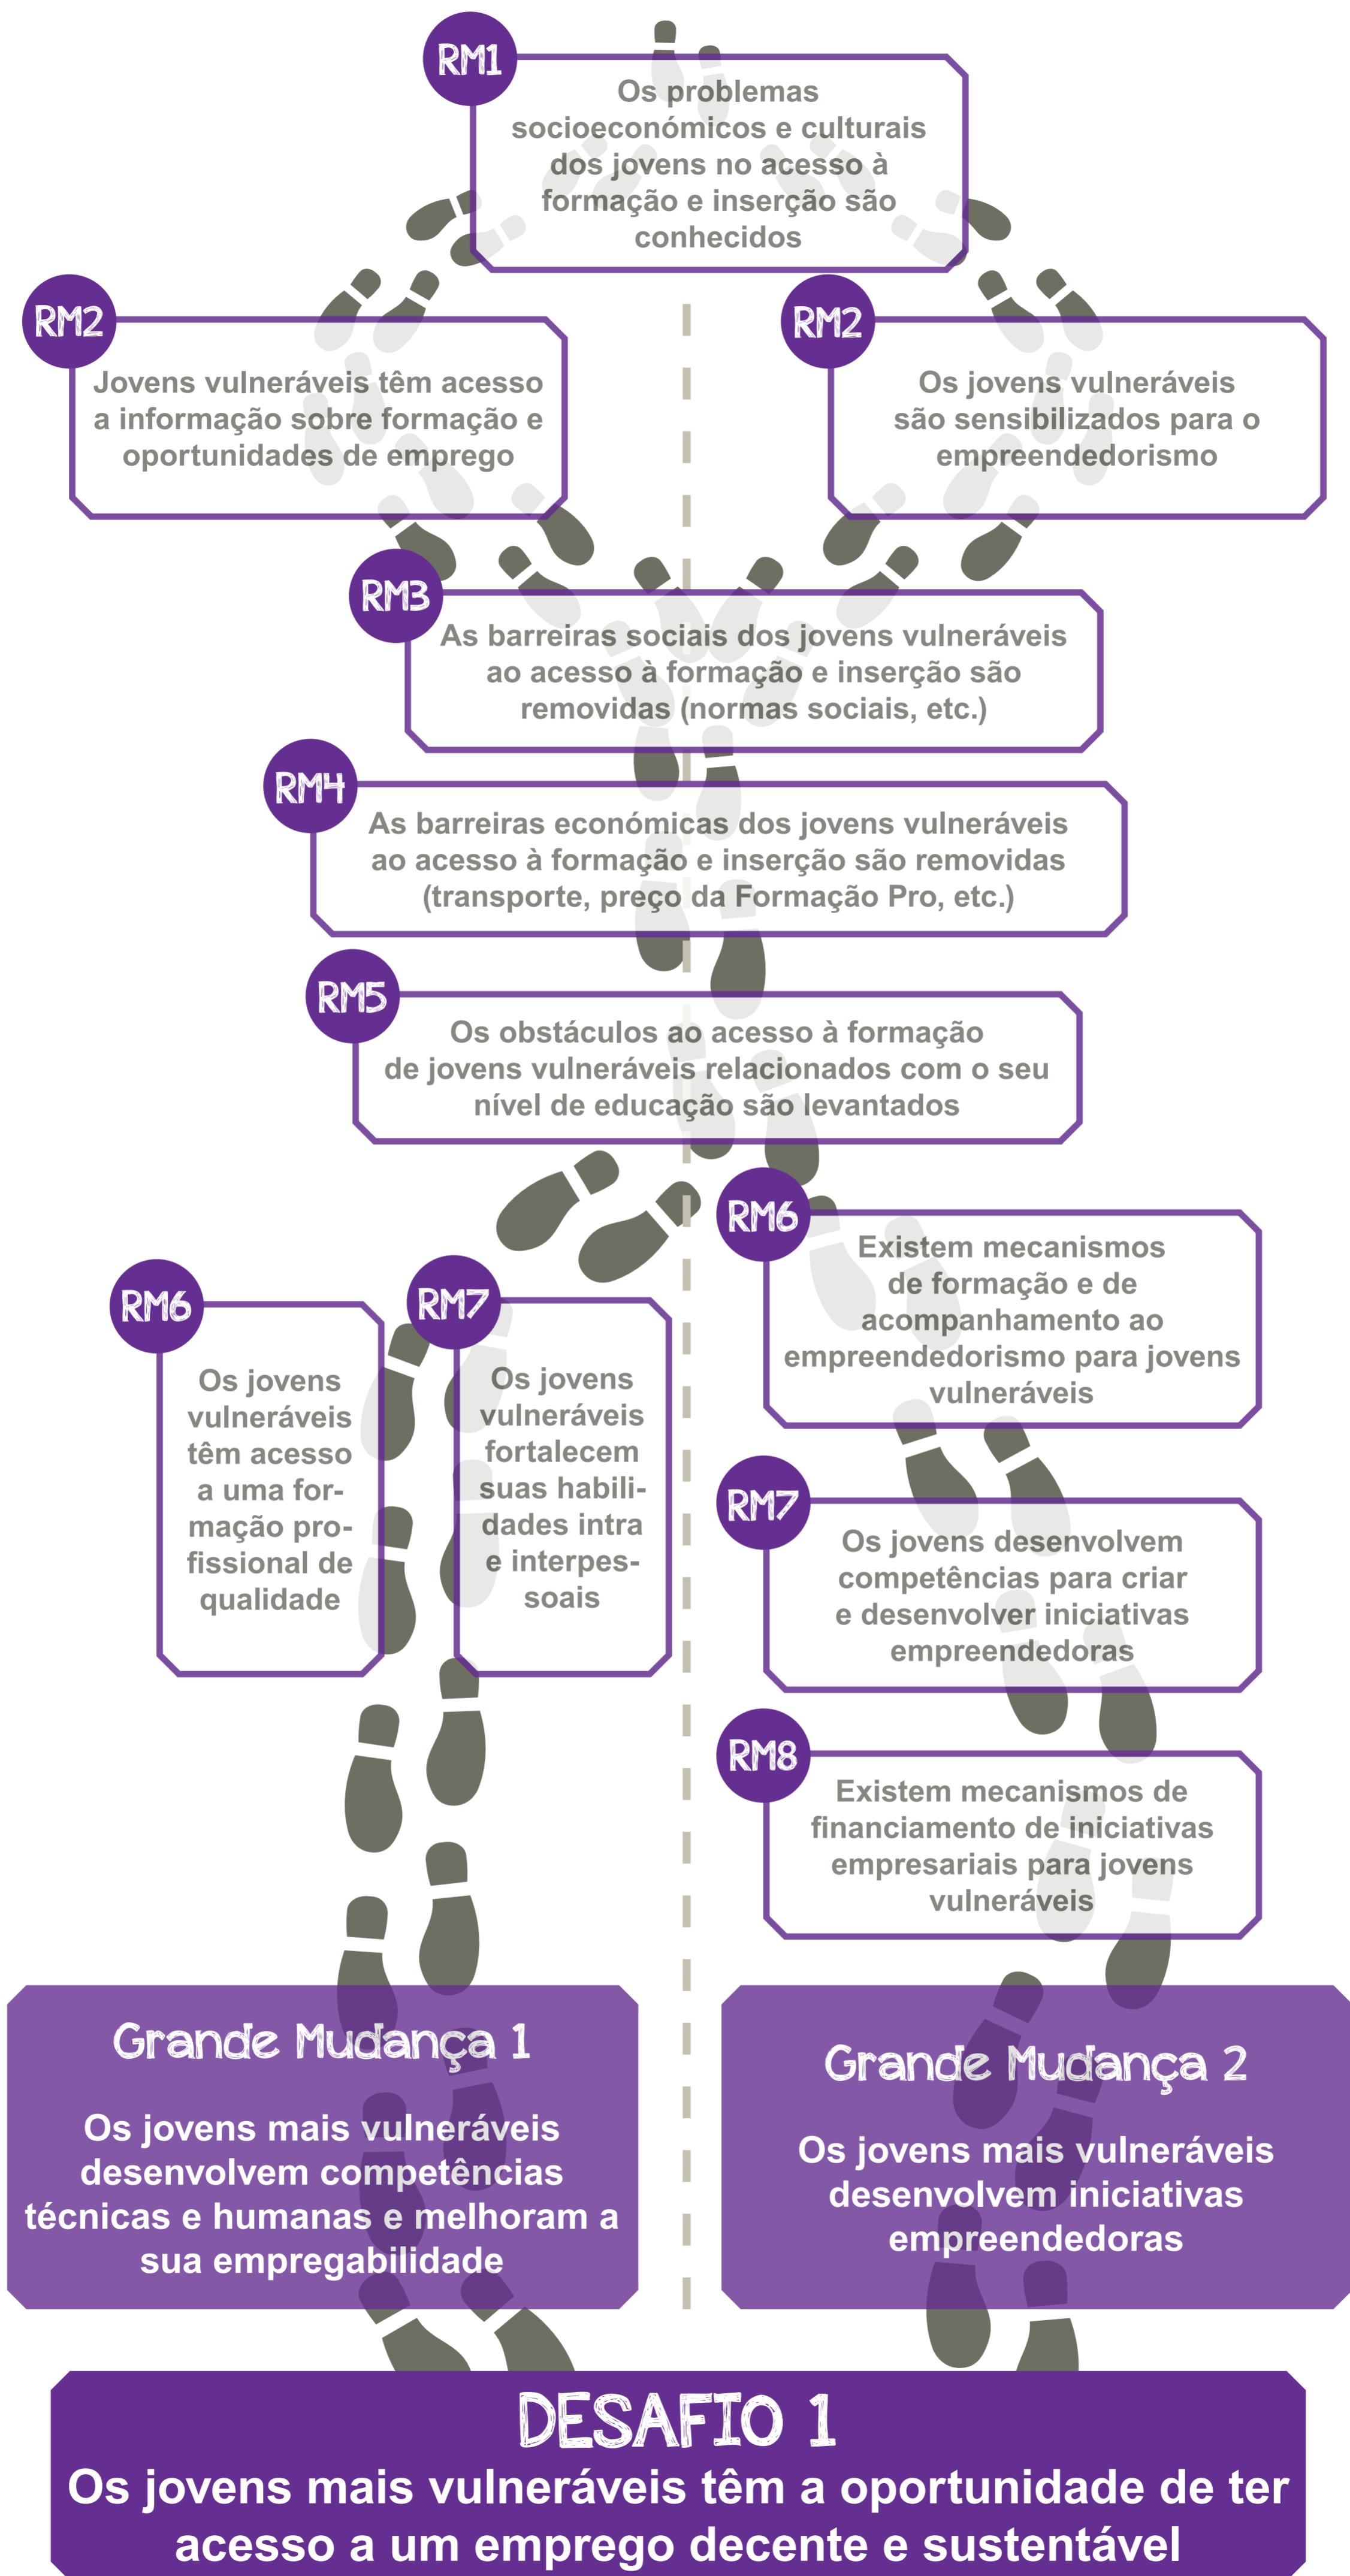 RM1
Os problemas
socioeconómicos e culturais
dos jovens no acesso à
formação e inserção são
conhecidos
RM2
Jovens vulneráveis têm acesso
a informação sobre formação e
oportunidades de emprego
RM2
Os jovens vulneráveis
são sensibilizados para o
empreendedorismo
RM3
As barreiras sociais dos jovens vulneráveis
ao acesso à formação e inserção são
removidas (normas sociais, etc.)
RM4
As barreiras económicas dos jovens vulneráveis
ao acesso à formação e inserção são removidas
(transporte, preço da Formação Pro, etc.)
RM5
Os obstáculos ao acesso à formação
de jovens vulneráveis relacionados com o seu
nível de educação são levantados
RM6
Os jovens
vulneráveis
têm acesso
a uma for-
mação pro-
fissional de
qualidade
RM7
Os jovens
vulneráveis
fortalecem
suas habili-
dades intra
e interpes-
soais
RM6
Existem mecanismos
de formação e de
acompanhamento ao
empreendedorismo para jovens
vulneráveis
RM7
Os jovens desenvolvem
competências para criar
e desenvolver iniciativas
empreendedoras
RM8
Existem mecanismos de
financiamento de iniciativas
empresariais para jovens
vulneráveis
Grande Mudança 1
Os jovens mais vulneráveis
desenvolvem competências
técnicas e humanas e melhoram a
sua empregabilidade
Grande Mudança 2
Os jovens mais vulneráveis
desenvolvem iniciativas
empreendedoras
DESAFIO 1
Os jovens mais vulneráveis têm a oportunidade de ter
acesso a um emprego decente e sustentável